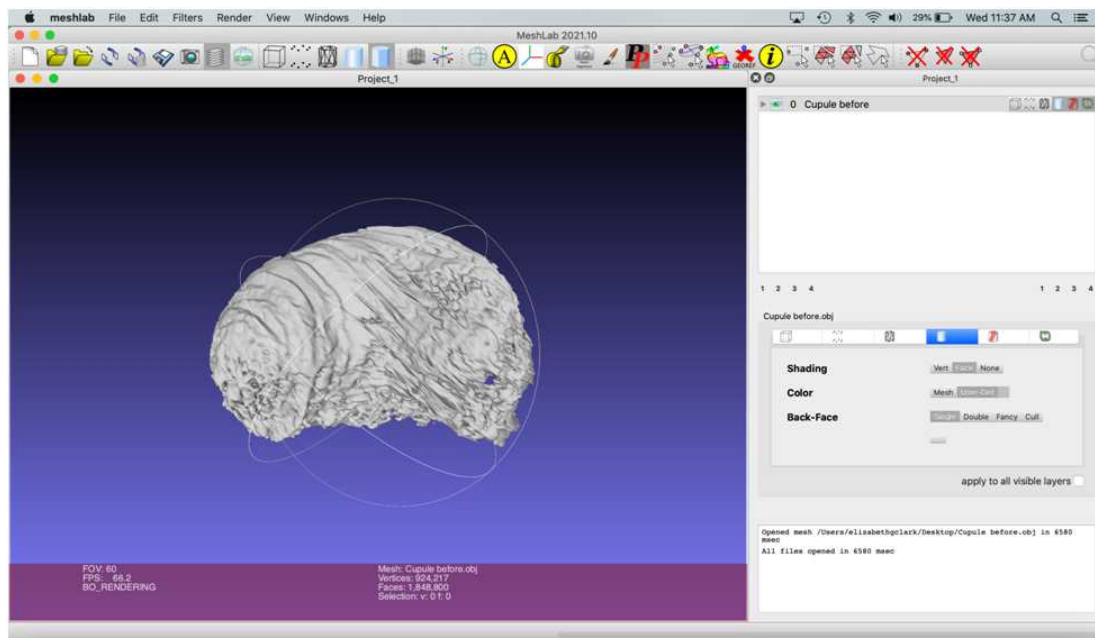 meshlab File Edit Filters Render View Windows Help 29% Wed 11:37 AM
MeshLab 2021.10
A Pp GEOREF i
Project_1 Project_1
0 Cupule before
1 2 3 4 1 2 3 4
Cupule before.obj
Shading Vert Face None
Color Mesh User-Def
Back-Face Single Double Fancy Cull
apply to all visible layers
Opened mesh /Users/elizabethgclark/Desktop/Cupule before.obj in 6580
msec
All files opened in 6580 msec
FOV: 60 Mesh: Cupule before.obj
FPS: 66.2 Vertices: 924,217
BO_RENDERING Faces: 1,848,800
Selection: v: 0 f: 0